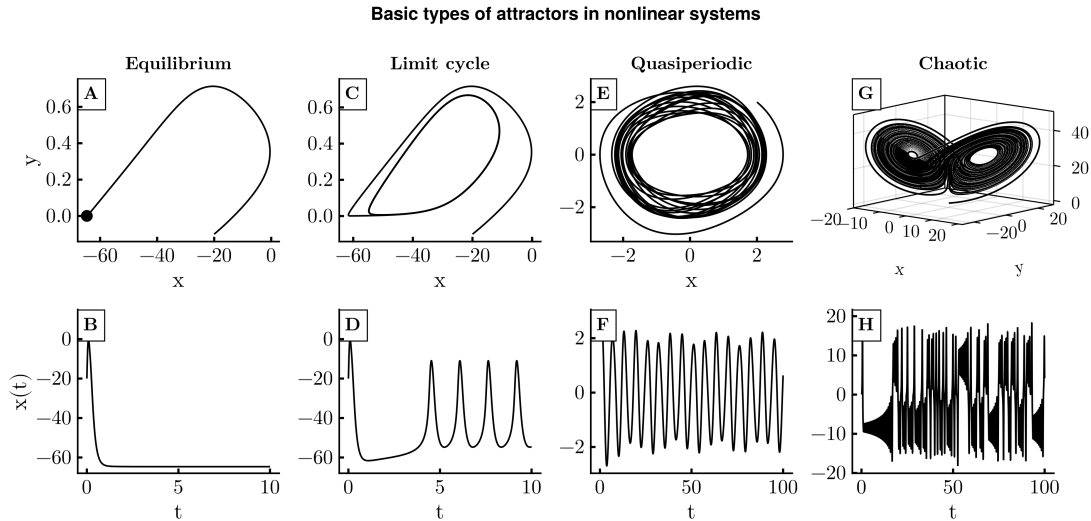 Basic types of attractors in nonlinear systems
Equilibrium
Limit cycle
Quasiperiodic
Chaotic
A
C
E
G
y
0.6
0.4
0.2
0.0
−60 −40 −20 0
x
0.6
0.4
0.2
0.0
−60 −40 −20 0
x
2
0
−2
−2 0 2
x
40
20
0
−20 −10 0 10 20
−20 0 20
x
y
B
D
F
H
x(t)
0
−20
−40
−60
0 5 10
t
0
−20
−40
−60
0 5 10
t
2
0
−2
0 50 100
t
20
10
0
−10
−20
0 50 100
t